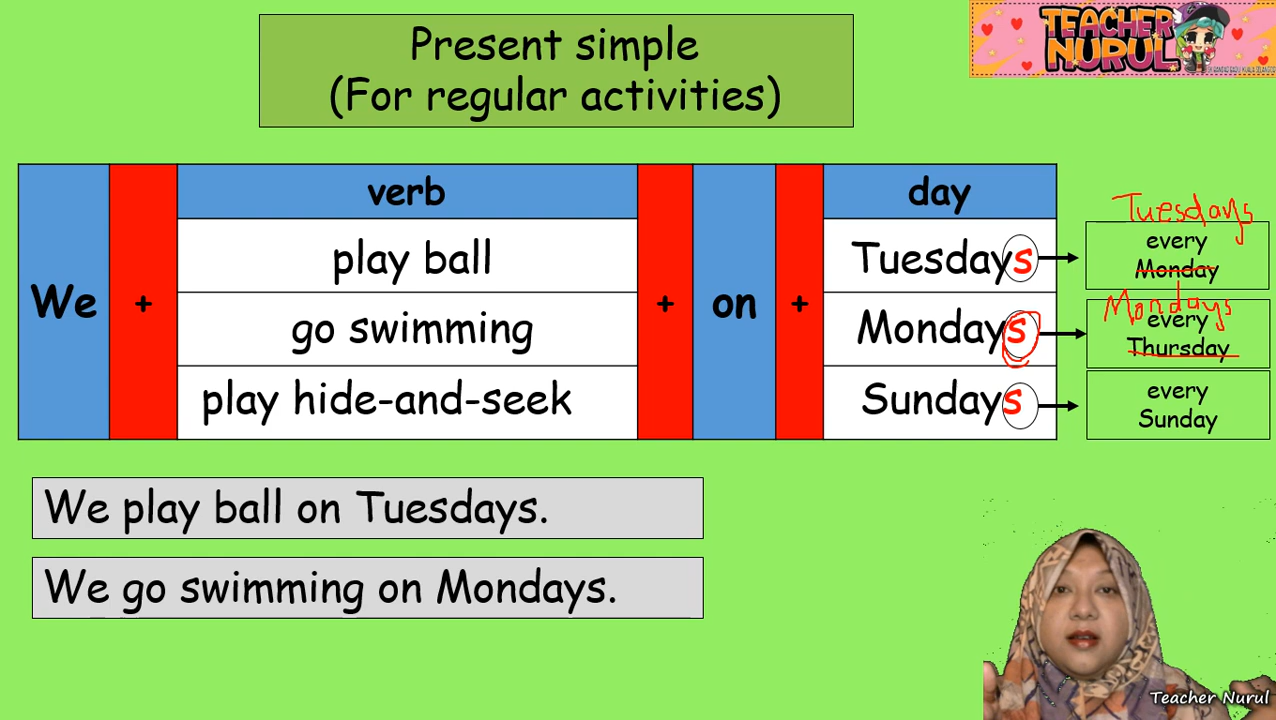 Present simple
(For regular activities)
TEACHER
NURUL
We + verb + on + day
play ball
Tuesdays
Tuesdays
every
Monday
go swimming
Mondays
Mondays
every
Thursday
play hide-and-seek
Sundays
every
Sunday
We play ball on Tuesdays.
We go swimming on Mondays.
Teacher Nurul